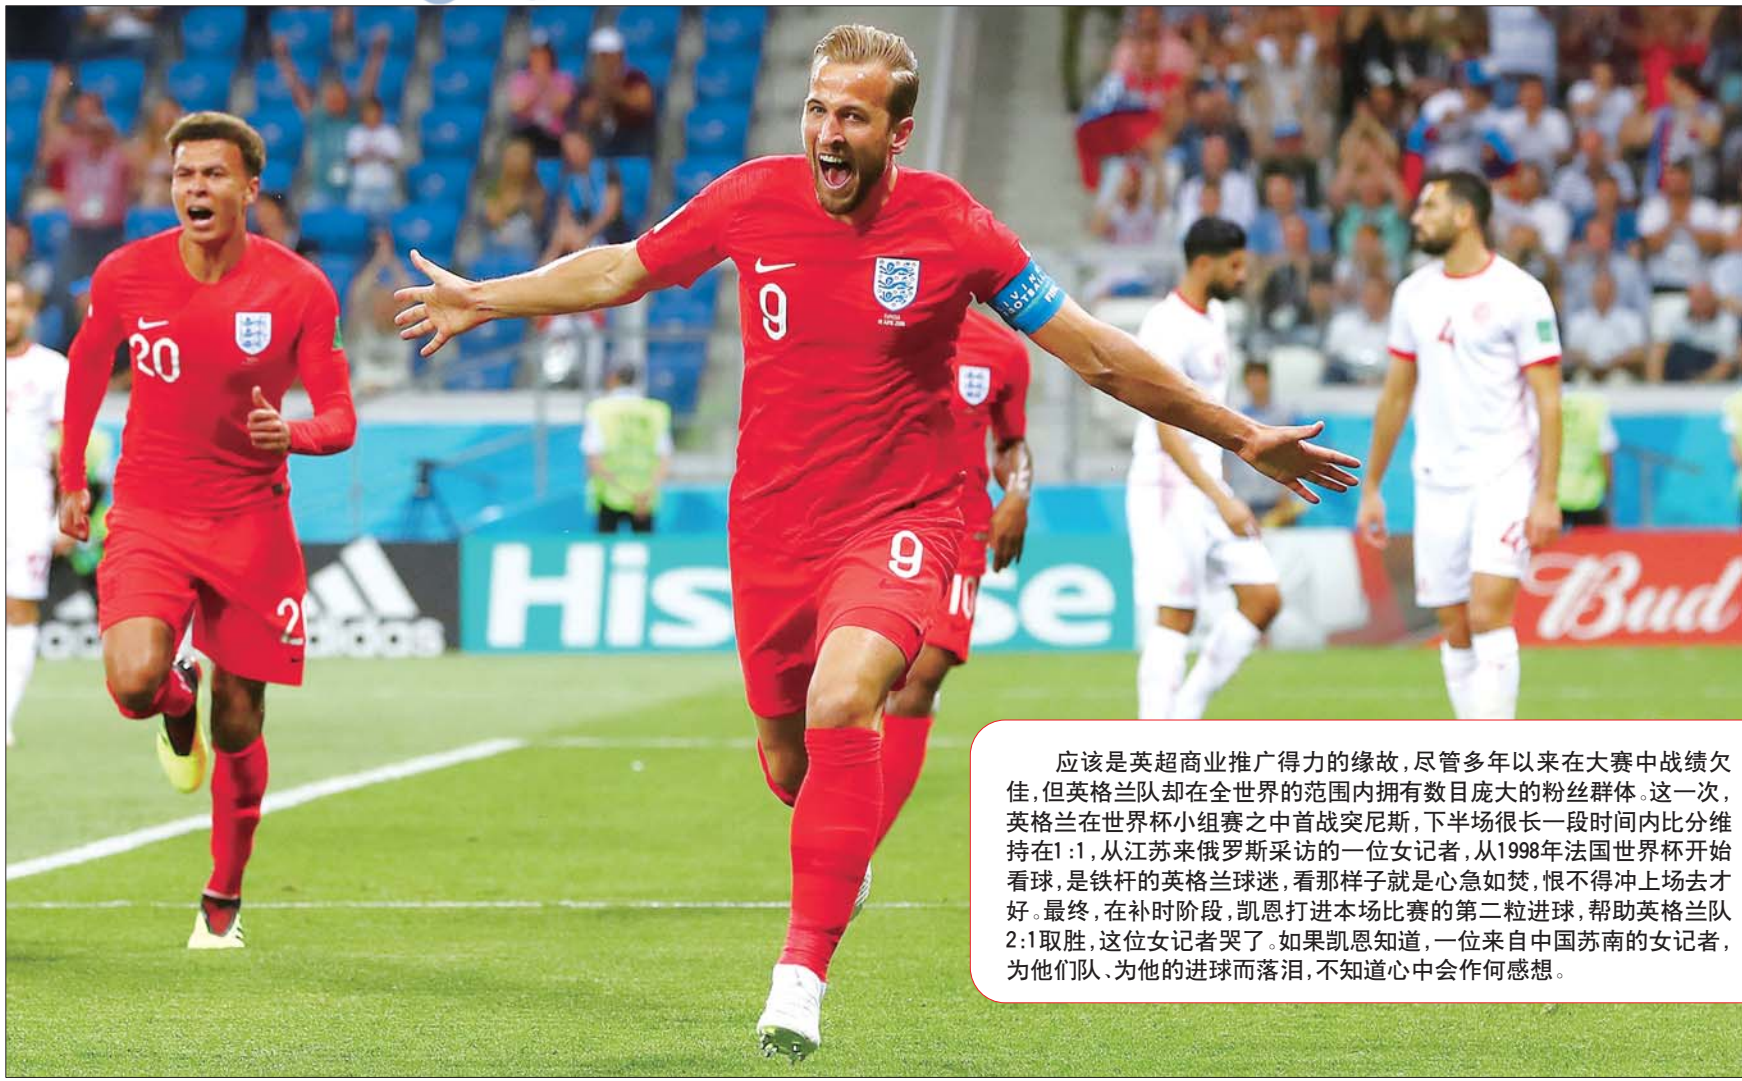 20
2
9
9
10
4
4
adidas
Hisense
Bud
应该是英超商业推广得力的缘故,尽管多年以来在大赛中战绩欠
佳,但英格兰队却在全世界的范围内拥有数目庞大的粉丝群体。这一次,
英格兰在世界杯小组赛之中首战突尼斯,下半场很长一段时间内比分维
持在1:1,从江苏来俄罗斯采访的一位女记者,从1998年法国世界杯开始
看球,是铁杆的英格兰球迷,看那样子就是心急如焚,恨不得冲上场去才
好。最终,在补时阶段,凯恩打进本场比赛的第二粒进球,帮助英格兰队
2:1取胜,这位女记者哭了。如果凯恩知道,一位来自中国苏南的女记者,
为他们队、为他的进球而落泪,不知道心中会作何感想。